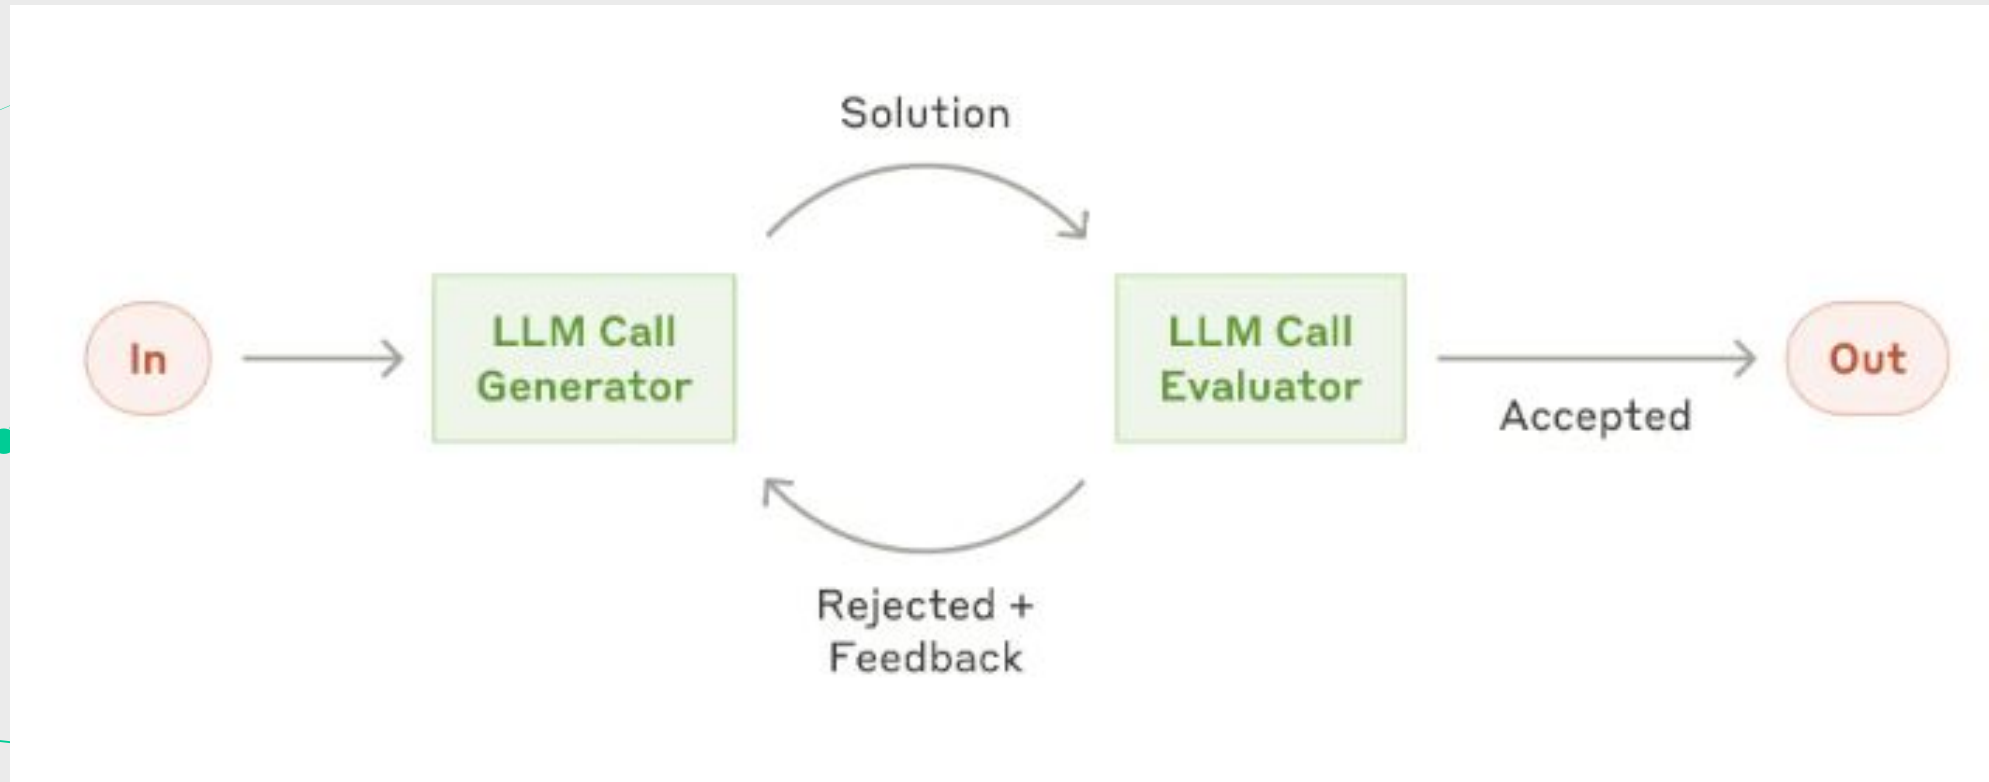 Solution
In
LLM Call
Generator
LLM Call
Evaluator
Out
Accepted
Rejected +
Feedback